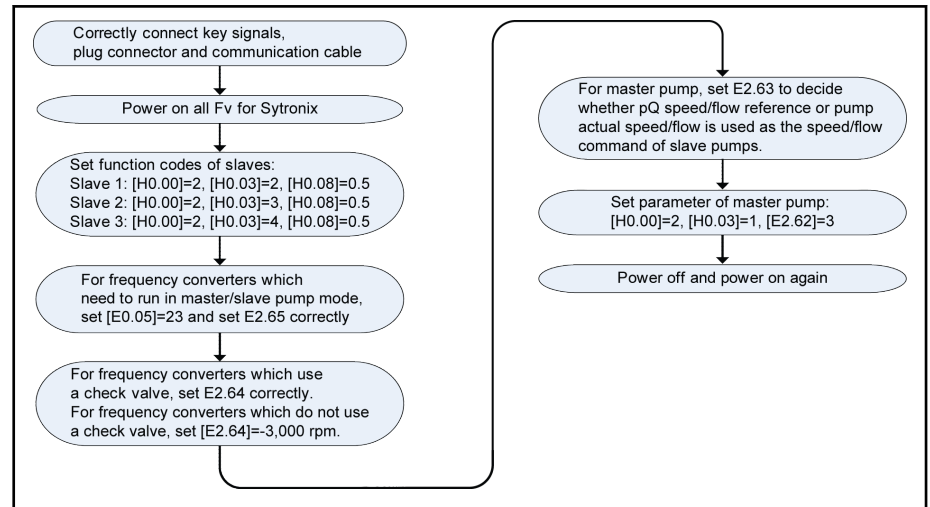 Correctly connect key signals,
plug connector and communication cable
Power on all Fv for Sytronix
Set function codes of slaves:
Slave 1: [H0.00]=2, [H0.03]=2, [H0.08]=0.5
Slave 2: [H0.00]=2, [H0.03]=3, [H0.08]=0.5
Slave 3: [H0.00]=2, [H0.03]=4, [H0.08]=0.5
For frequency converters which
need to run in master/slave pump mode,
set [E0.05]=23 and set E2.65 correctly
For frequency converters which use
a check valve, set E2.64 correctly.
For frequency converters which do not use
a check valve, set [E2.64]=-3,000 rpm.
For master pump, set E2.63 to decide
whether pQ speed/flow reference or pump
actual speed/flow is used as the speed/flow
command of slave pumps.
Set parameter of master pump:
[H0.00]=2, [H0.03]=1, [E2.62]=3
Power off and power on again